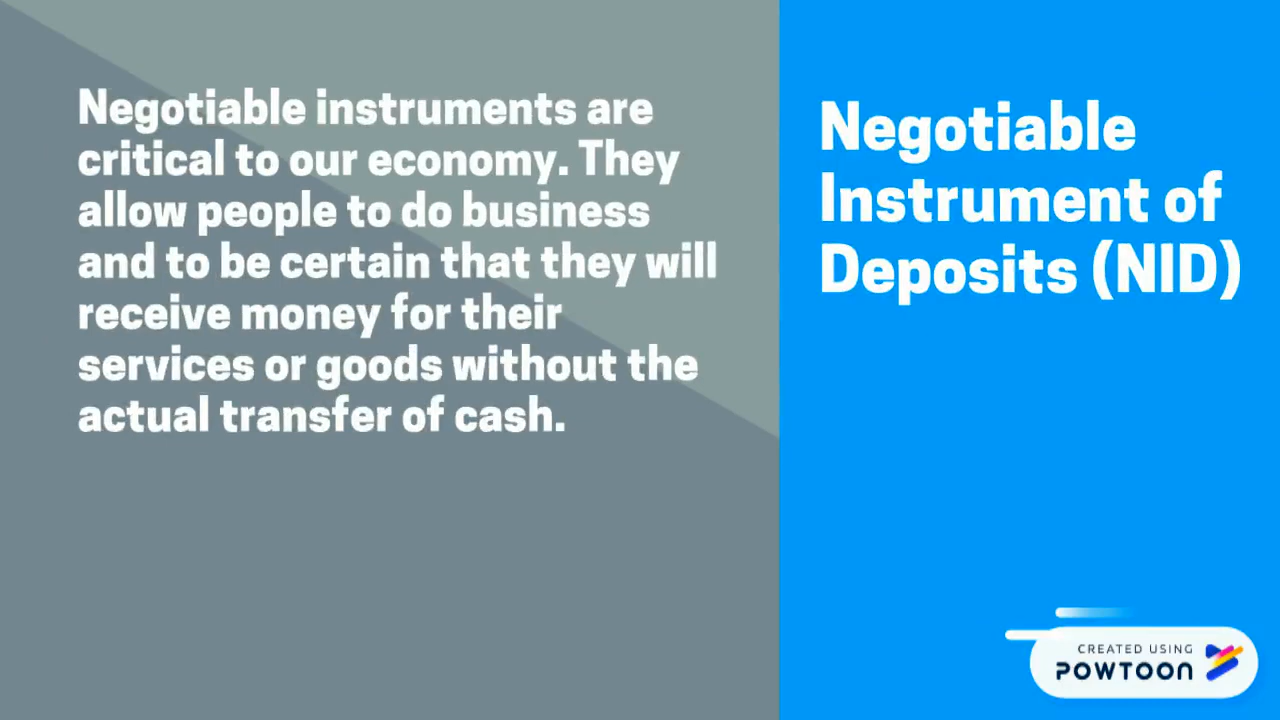 Negotiable instruments are
critical to our economy. They
allow people to do business
and to be certain that they will
receive money for their
services or goods without the
actual transfer of cash.
Negotiable
Instrument of
Deposits (NID)
CREATED USING
POWTOON